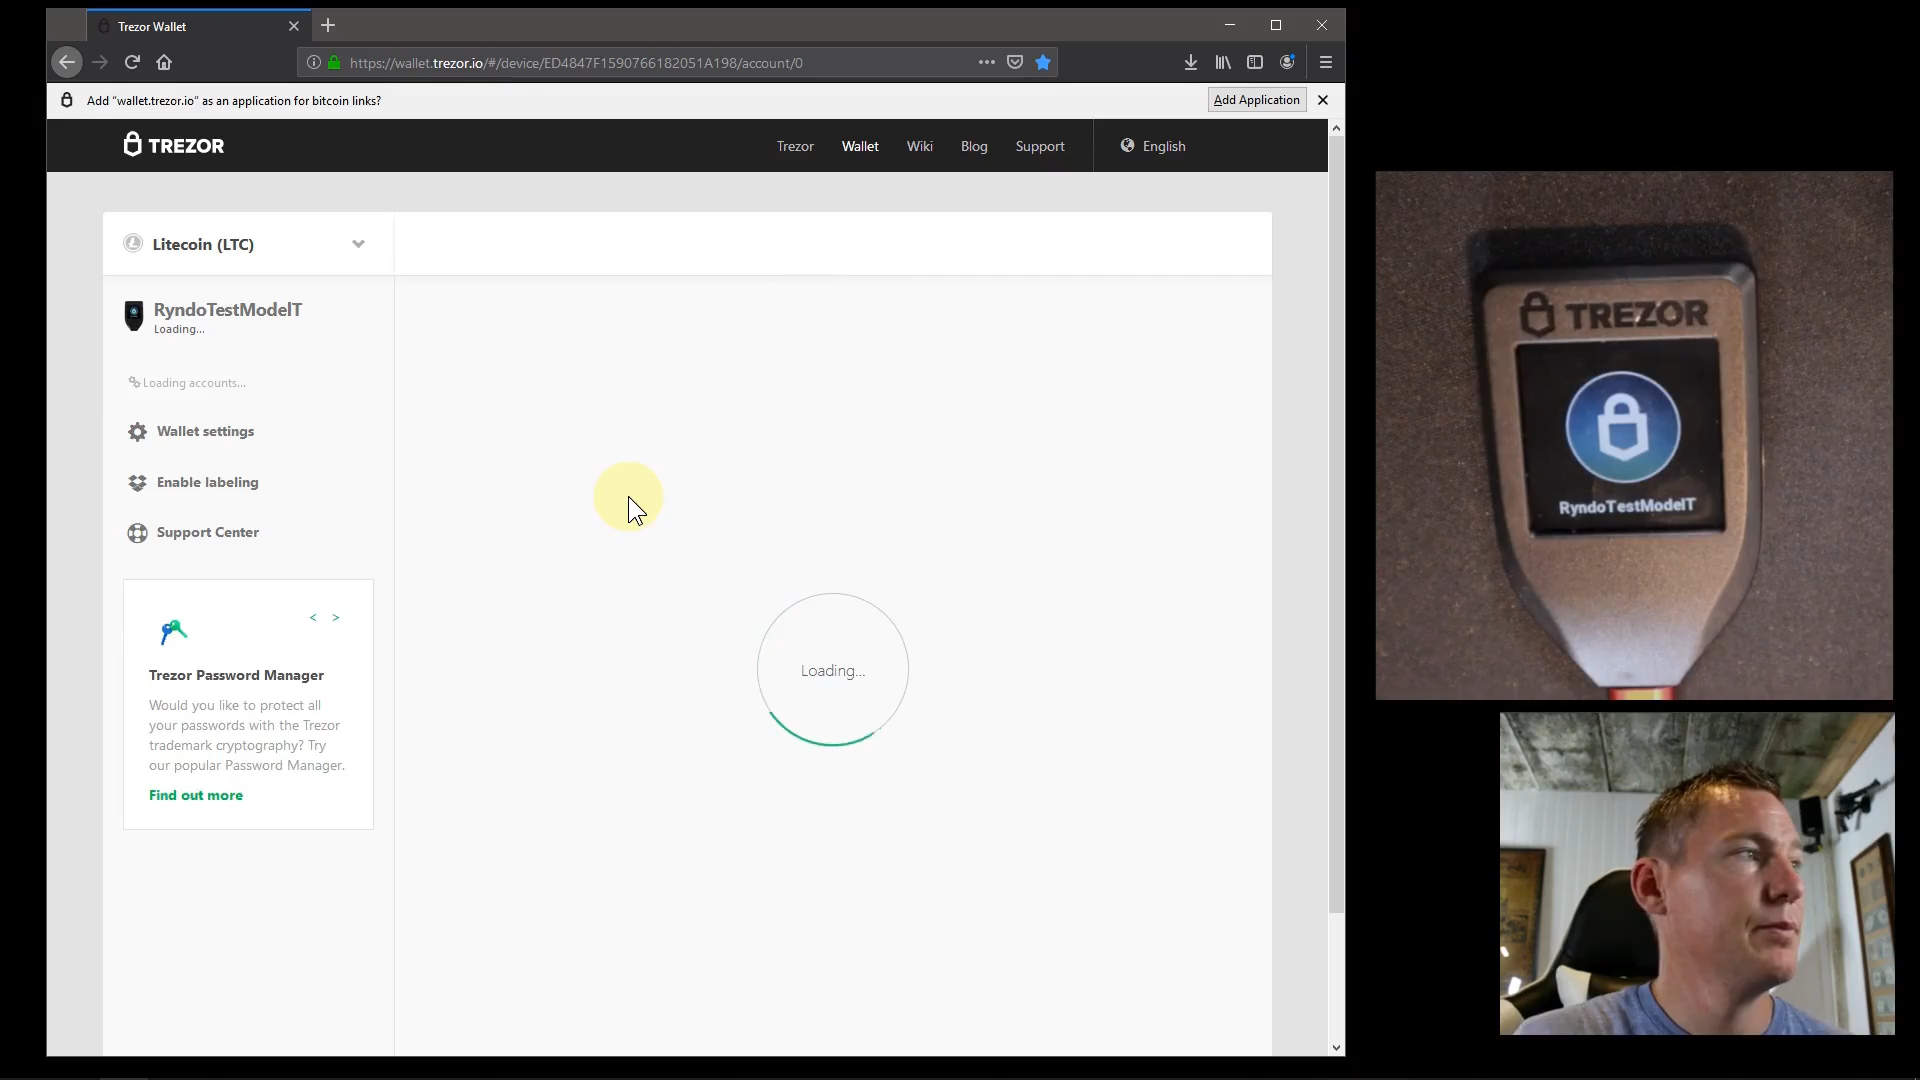 Trezor Wallet
https://wallet.trezor.io/#/device/ED4847F1590766182051A198/account/0
Add "wallet.trezor.io" as an application for bitcoin links?
Add Application
TREZOR
Trezor
Wallet
Wiki
Blog
Support
English
Litecoin (LTC)
RyndoTestModelT
Loading...
Loading accounts...
Wallet settings
Enable labeling
Support Center
< >
Trezor Password Manager
Would you like to protect all
your passwords with the Trezor
trademark cryptography? Try
our popular Password Manager.
Find out more
Loading...
TREZOR
RyndoTestModelT